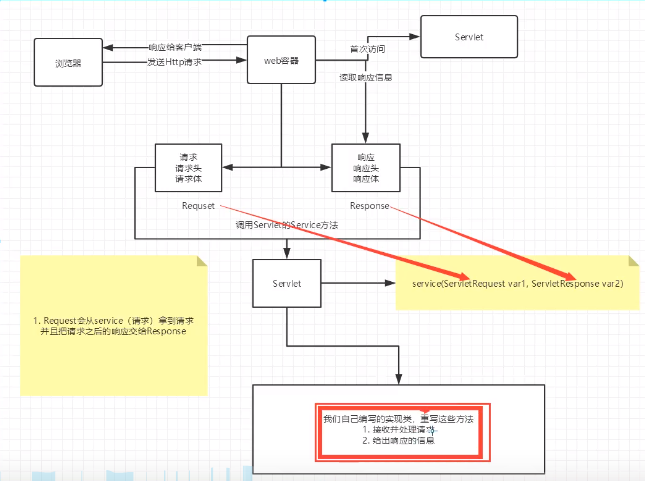 响应给客户端
首次访问
Servlet
浏览器
发送Http请求
web容器
读取响应信息
请求
请求头
请求体
响应
响应头
响应体
Requset
Response
调用Servlet的Service方法
Servlet
service(ServletRequest var1, ServletResponse var2)
1. Request会从service（请求）拿到请求
并且把请求之后的响应交给Response
我们自己编写的实现类，重写这些方法
1. 接收并处理请求
2. 给出响应的信息